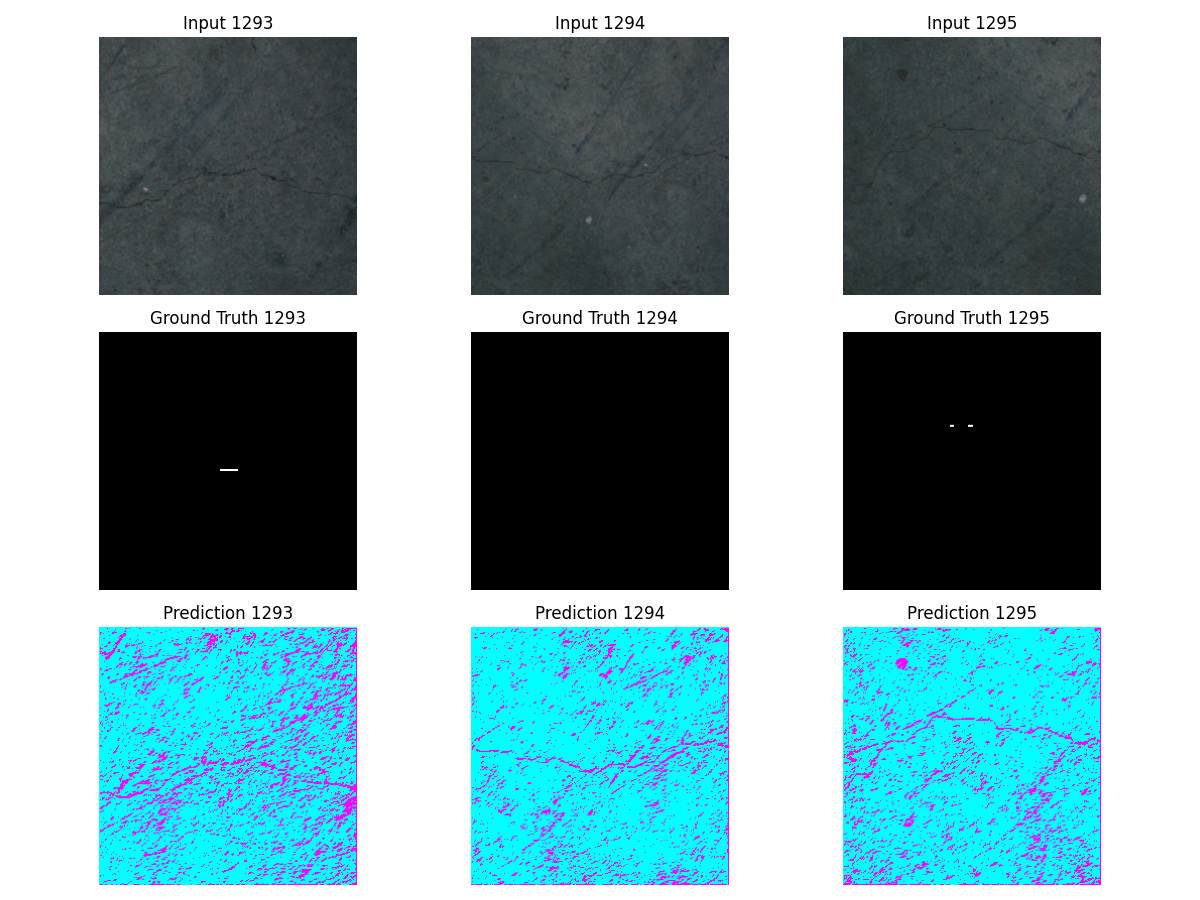 Input 1293
Input 1294
Input 1295
Ground Truth 1293
Ground Truth 1294
Ground Truth 1295
Prediction 1293
Prediction 1294
Prediction 1295